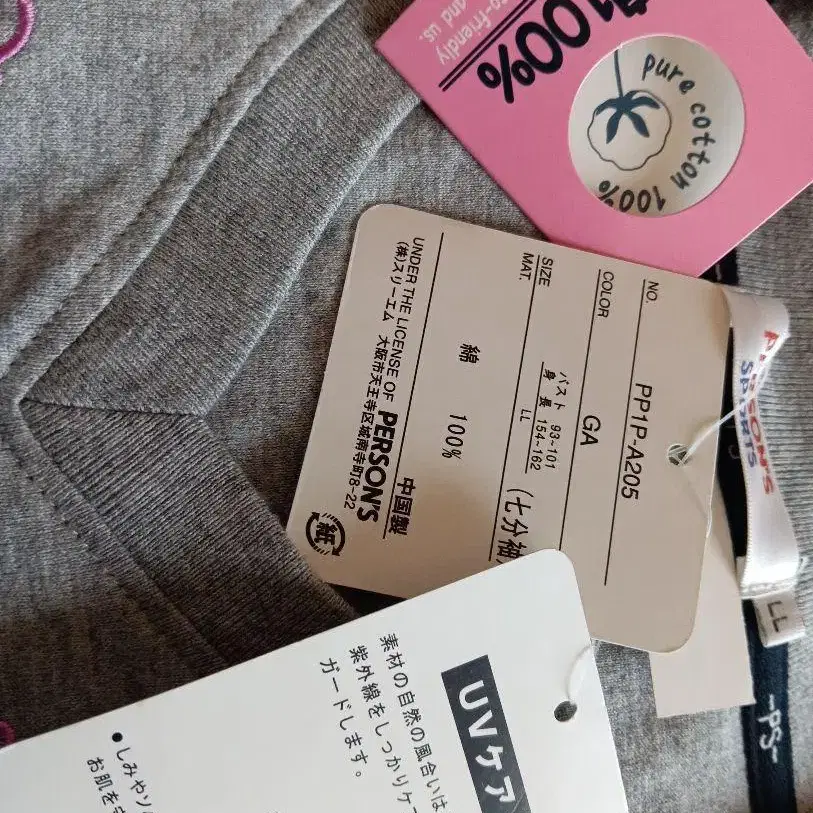 100%
eco-friendly
and us.
pure cotton 100%
NO. PP1P-A205
COLOR GA
SIZE バスト 93~101
身長 154~162
LL
(七分袖
MAT. 綿 100%
中国製
UNDER THE LICENSE OF PERSON'S
(株)スリーエム 大阪市天王寺区城南寺町8-22
紙
PERSON'S
SPORTS
LL
-PS-
UVケア
素材の自然の風合いは
紫外線をしっかりケー
ガードします。
●しみやソ
お肌を守